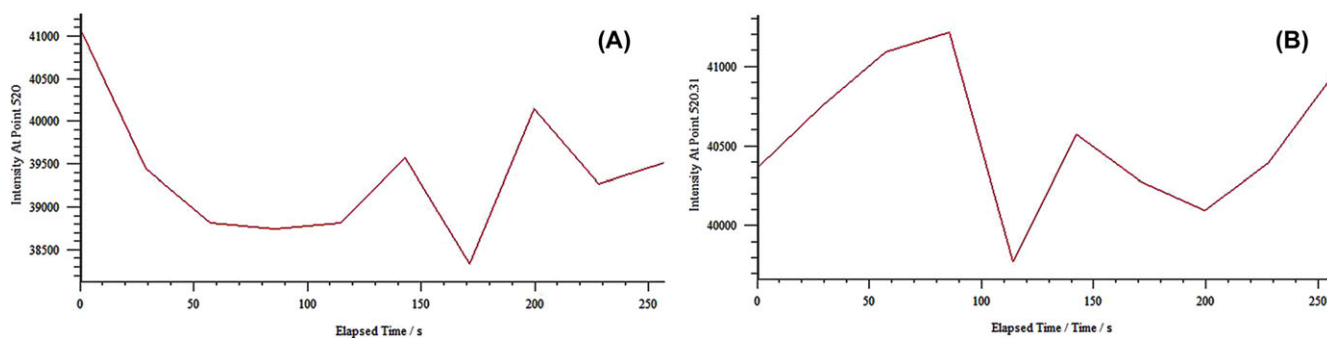 (A)
Intensity At Point 520
41000
40500
40000
39500
39000
38500
0 50 100 150 200 250
Elapsed Time / s
(B)
Intensity At Point 520.31
41000
40500
40000
0 50 100 150 200 250
Elapsed Time / Time / s